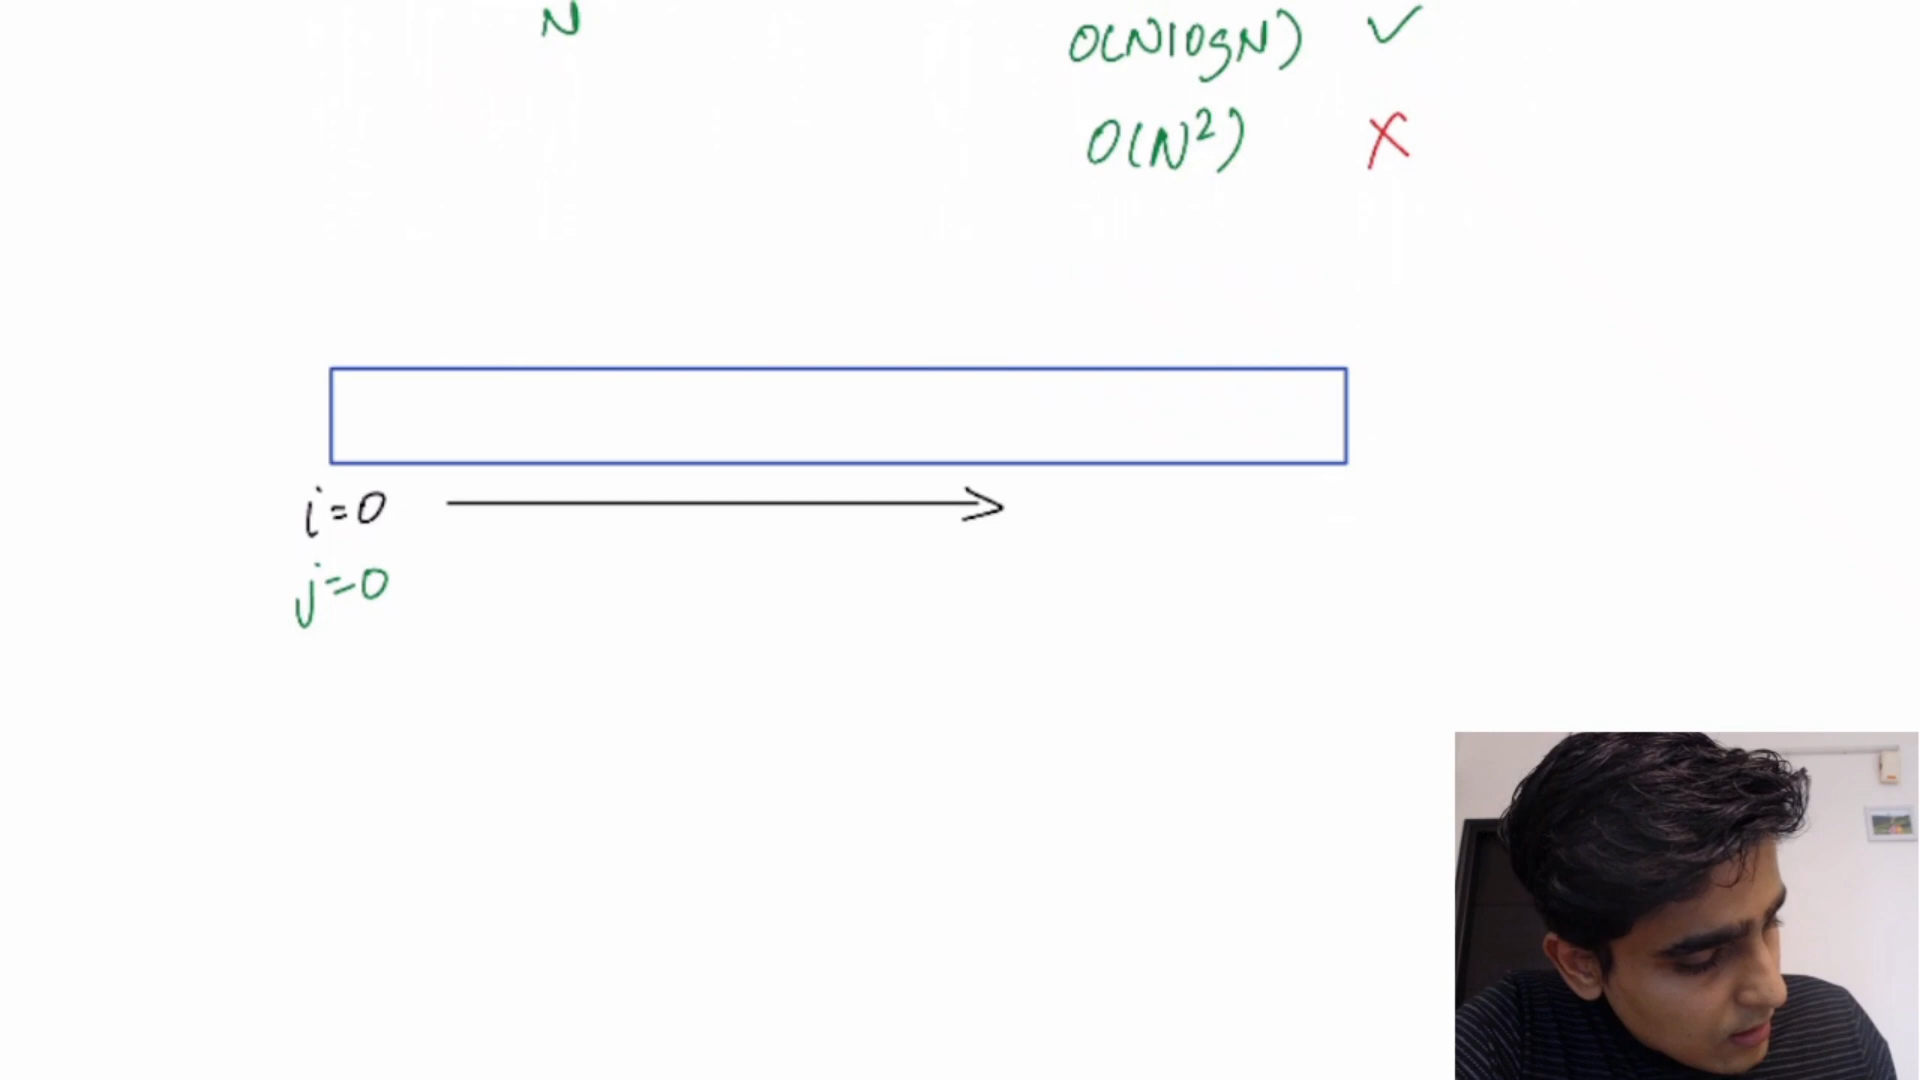 N
O(NlogN) ✓
O(N²) X
i=0
j=0